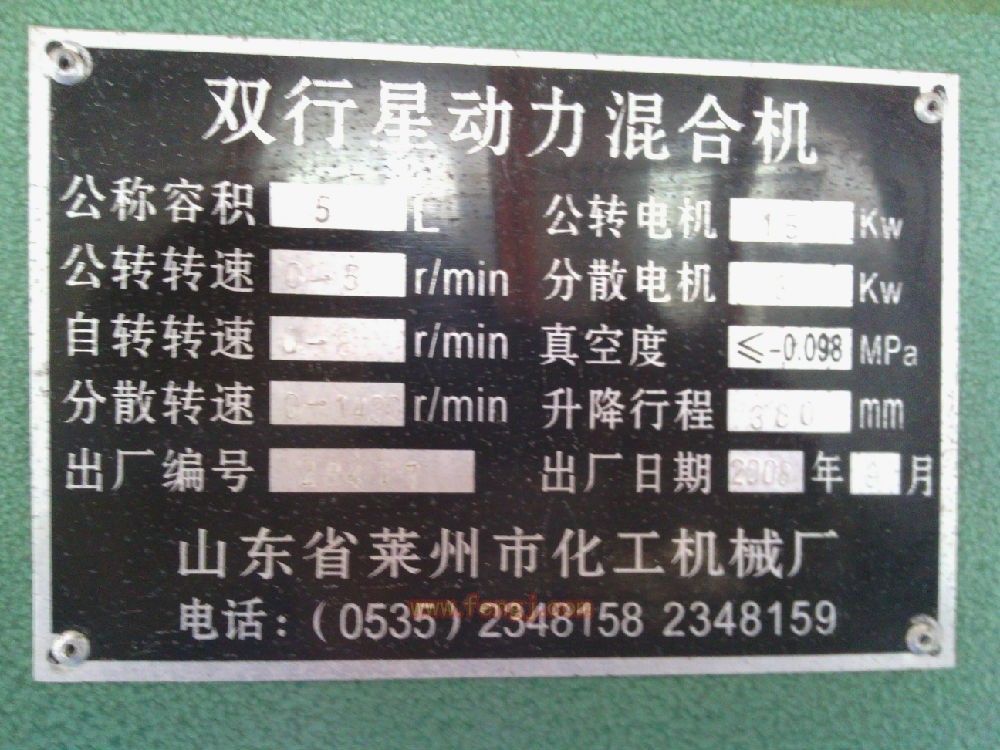 双行星动力混合机
公称容积 5 L 公转电机 Kw
公转转速 r/min 分散电机 Kw
自转转速 r/min 真空度 ≤-0.098 MPa
分散转速 r/min 升降行程 mm
出厂编号 出厂日期 年 9 月
山东省莱州市化工机械厂
电话:(0535)2348158 2348159